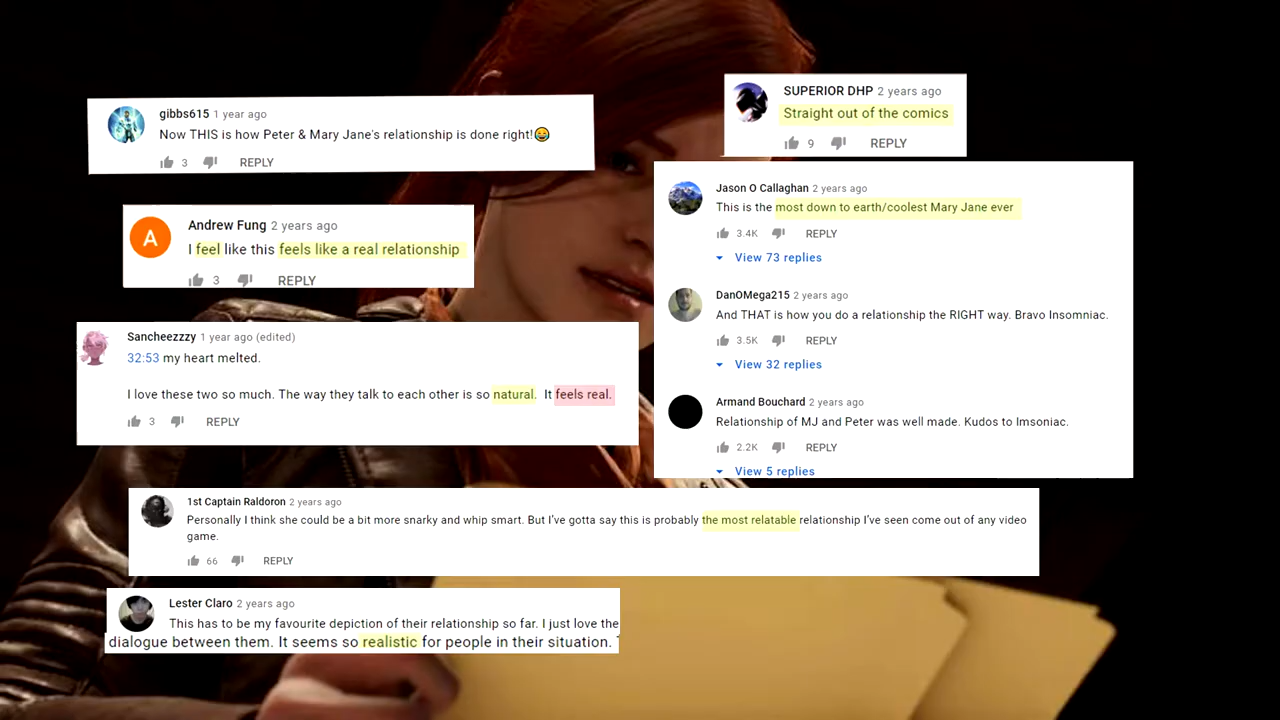 gibbs615 1 year ago
Now THIS is how Peter & Mary Jane's relationship is done right!😂
3 REPLY
SUPERIOR DHP 2 years ago
Straight out of the comics
9 REPLY
Andrew Fung 2 years ago
A
I feel like this feels like a real relationship
3 REPLY
Jason O Callaghan 2 years ago
This is the most down to earth/coolest Mary Jane ever
3.4K REPLY
View 73 replies
DanOMega215 2 years ago
And THAT is how you do a relationship the RIGHT way. Bravo Insomniac.
3.5K REPLY
View 32 replies
Armand Bouchard 2 years ago
Relationship of MJ and Peter was well made. Kudos to Imsoniac.
2.2K REPLY
View 5 replies
Sancheezzzy 1 year ago (edited)
32:53 my heart melted.
I love these two so much. The way they talk to each other is so natural. It feels real.
3 REPLY
1st Captain Raldoron 2 years ago
Personally I think she could be a bit more snarky and whip smart. But I've gotta say this is probably the most relatable relationship I've seen come out of any video
game.
66 REPLY
Lester Claro 2 years ago
This has to be my favourite depiction of their relationship so far. I just love the
dialogue between them. It seems so realistic for people in their situation.